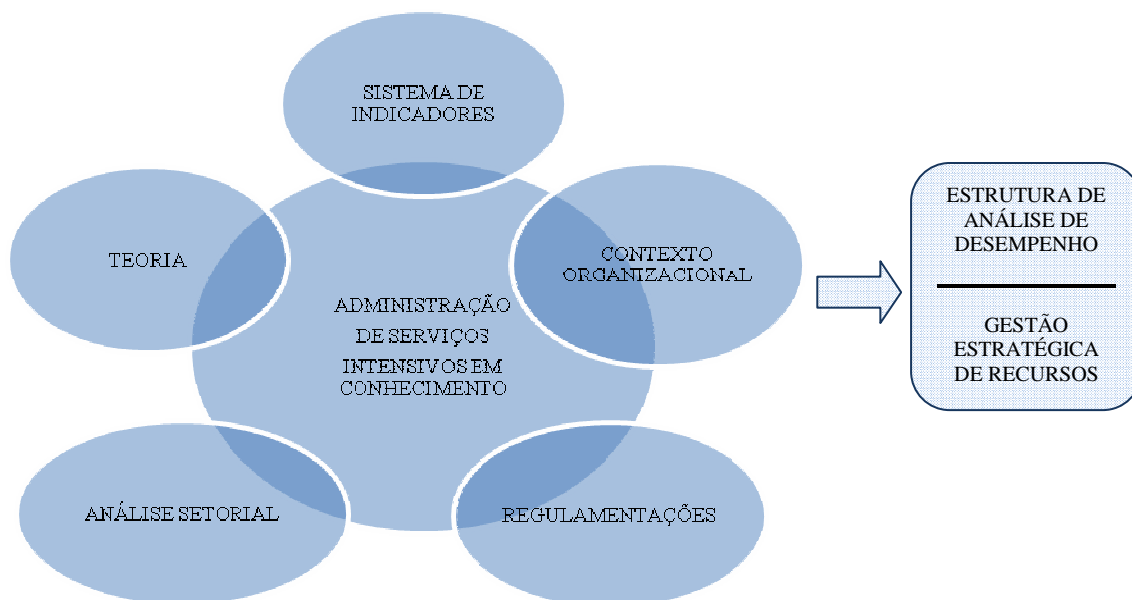 SISTEMA DE
INDICADORES
TEORIA
CONTEXTO
ORGANIZACIONAL
ADMINISTRAÇÃO
DE SERVIÇOS
INTENSIVOS EM
CONHECIMENTO
ANÁLISE SETORIAL
REGULAMENTAÇÕES
ESTRUTURA DE
ANÁLISE DE
DESEMPENHO
GESTÃO
ESTRATÉGICA
DE RECURSOS